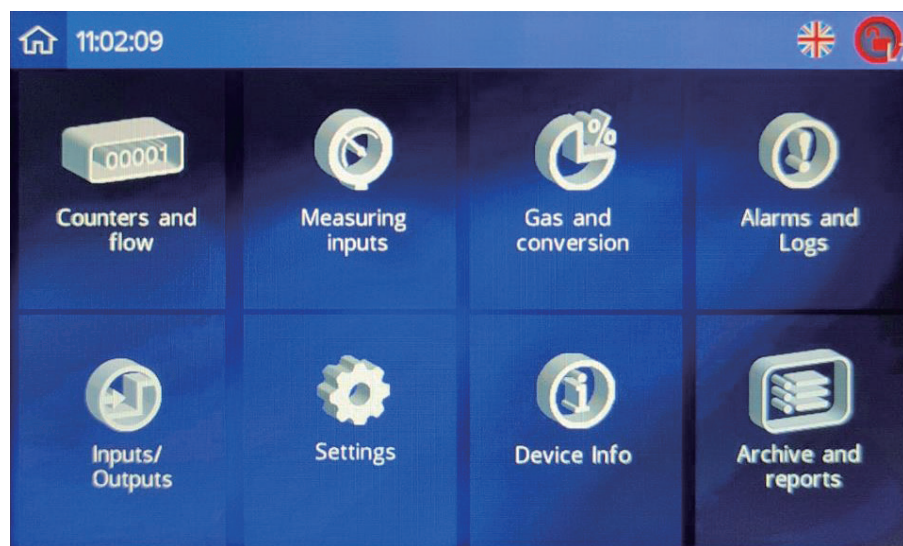 11:02:09
00001
Counters and
flow
Measuring
inputs
%
Gas and
conversion
!
Alarms and
Logs
Inputs/
Outputs
Settings
i
Device Info
Archive and
reports